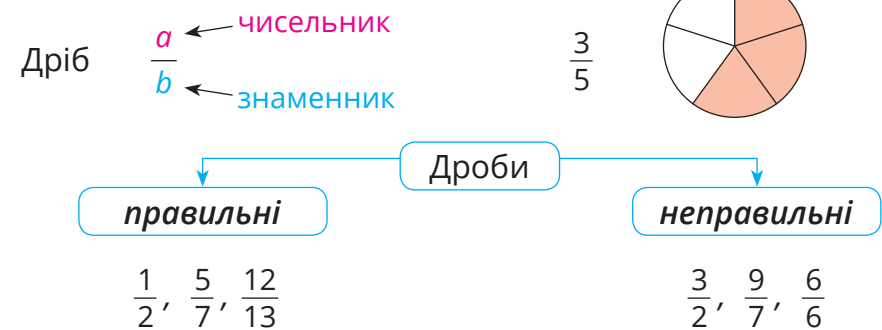 Дріб a/b чисельник знаменник 3/5
Дроби
правильні неправильні
1/2, 5/7, 12/13 3/2, 9/7, 6/6